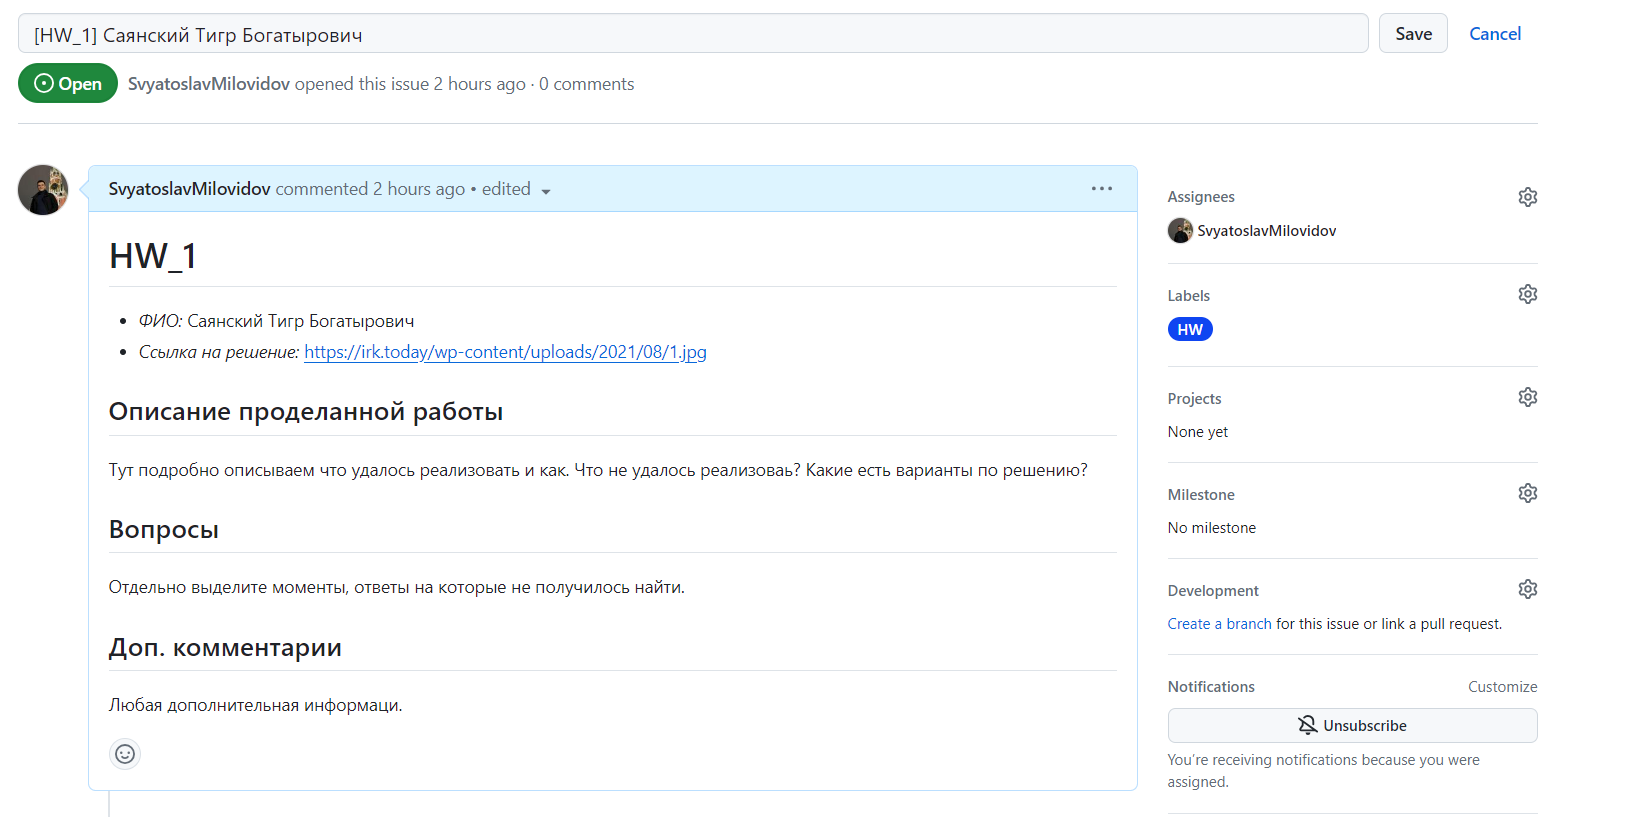 [HW_1] Саянский Тигр Богатырович
Save
Cancel
Open
SvyatoslavMilovidov opened this issue 2 hours ago · 0 comments
SvyatoslavMilovidov commented 2 hours ago • edited
HW_1
• ФИО: Саянский Тигр Богатырович
• Ссылка на решение: https://irk.today/wp-content/uploads/2021/08/1.jpg
Описание проделанной работы
Тут подробно описываем что удалось реализовать и как. Что не удалось реализоваь? Какие есть варианты по решению?
Вопросы
Отдельно выделите моменты, ответы на которые не получилось найти.
Доп. комментарии
Любая дополнительная информаци.
Assignees
SvyatoslavMilovidov
Labels
HW
Projects
None yet
Milestone
No milestone
Development
Create a branch for this issue or link a pull request.
Notifications
Customize
Unsubscribe
You’re receiving notifications because you were
assigned.